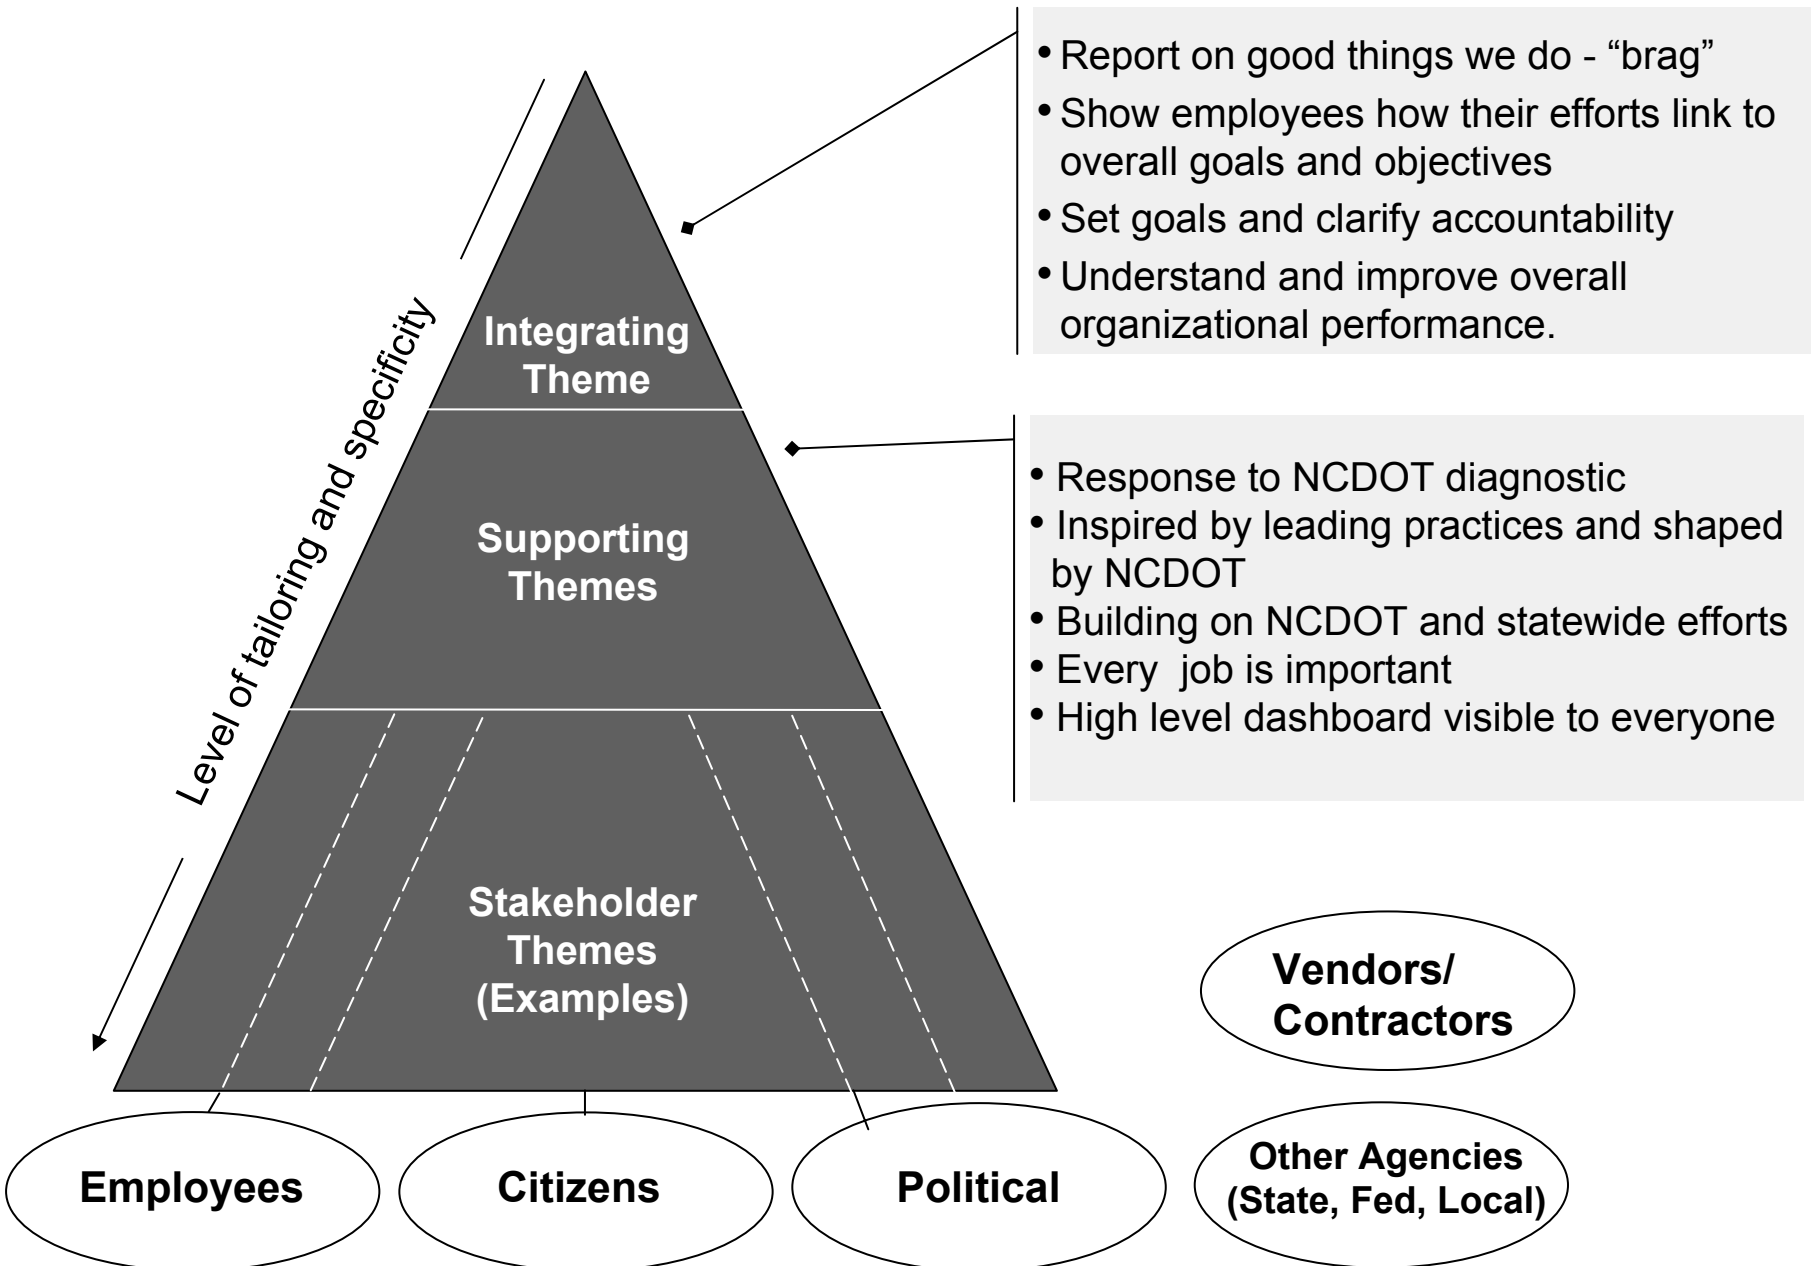 • Report on good things we do - “brag”
• Show employees how their efforts link to
overall goals and objectives
• Set goals and clarify accountability
• Understand and improve overall
organizational performance.
Integrating
Theme
Level of tailoring and specificity
• Response to NCDOT diagnostic
• Inspired by leading practices and shaped
by NCDOT
• Building on NCDOT and statewide efforts
• Every  job is important
• High level dashboard visible to everyone
Supporting
Themes
Stakeholder
Themes
(Examples)
Vendors/
Contractors
Employees
Citizens
Political
Other Agencies
(State, Fed, Local)